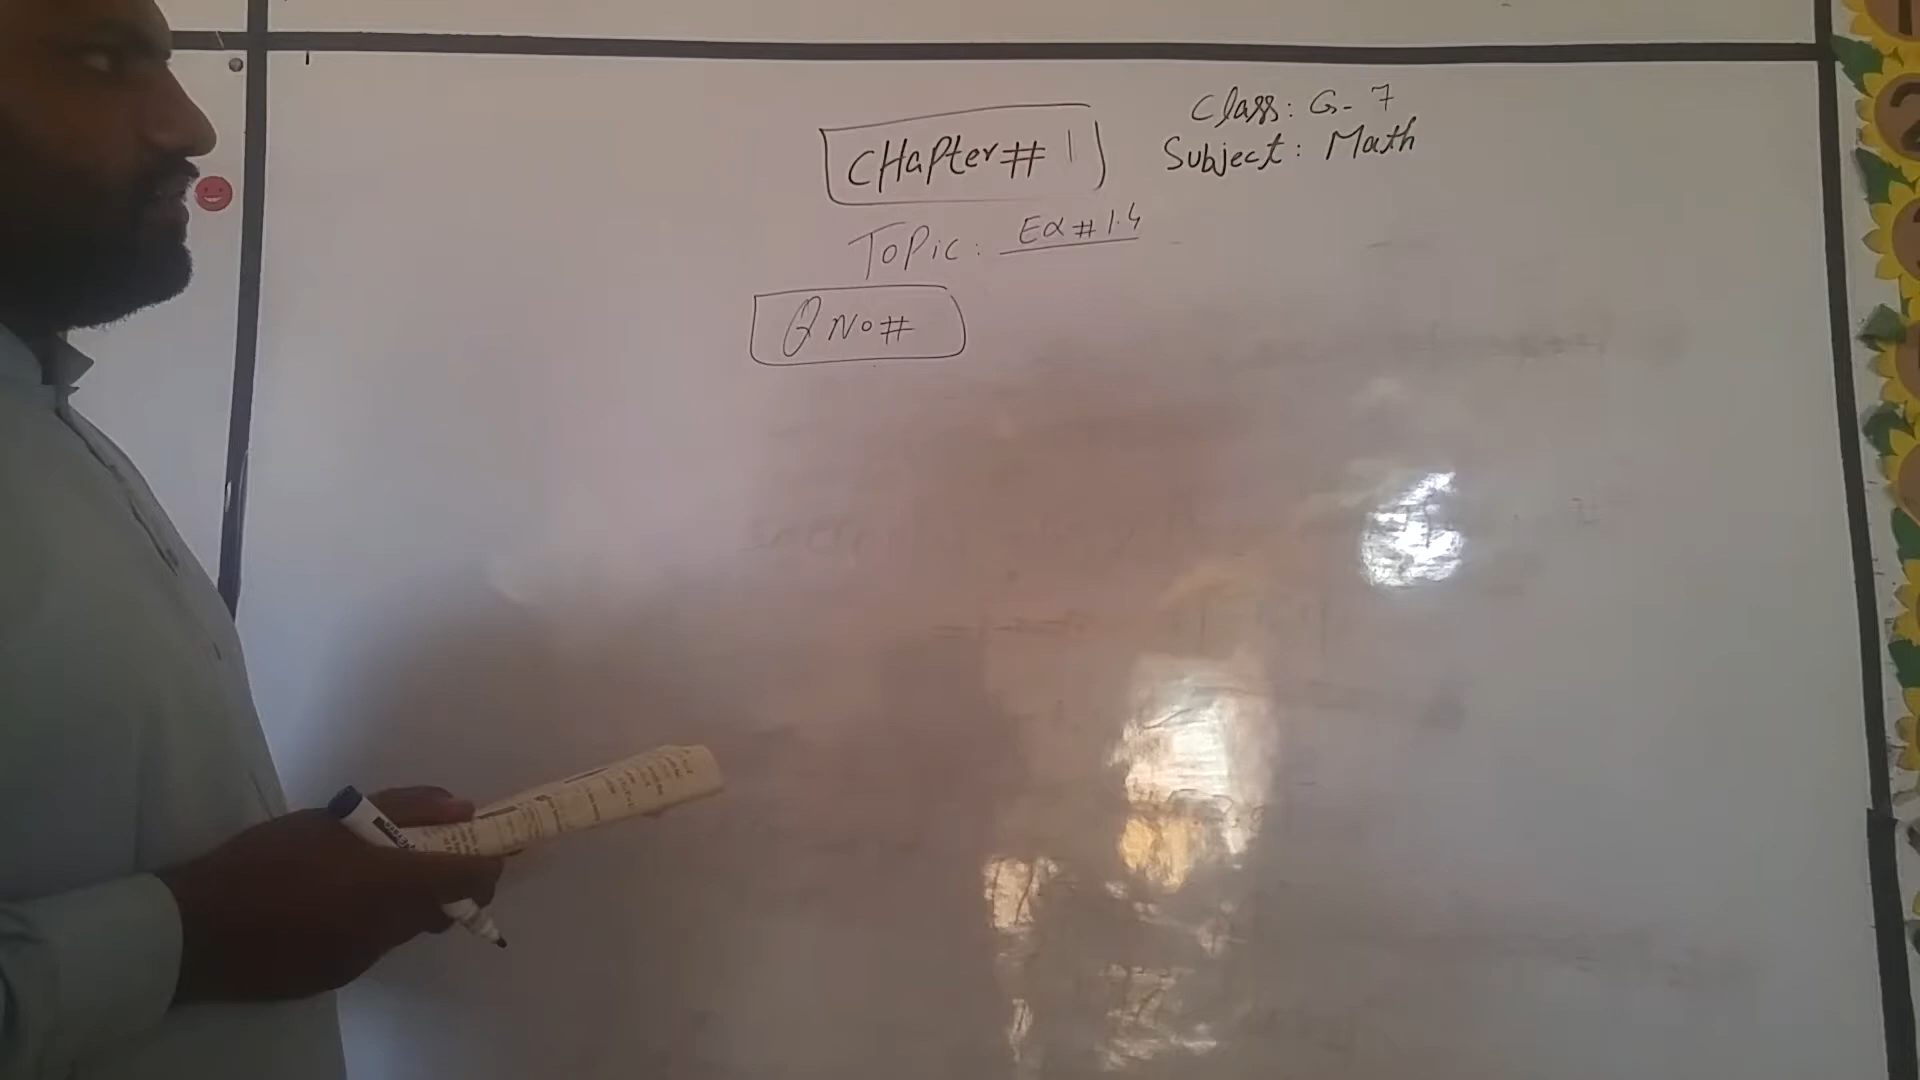 Class: G-7
CHapter# 1
Subject: Math
Topic: Ex#1.4
Q No#